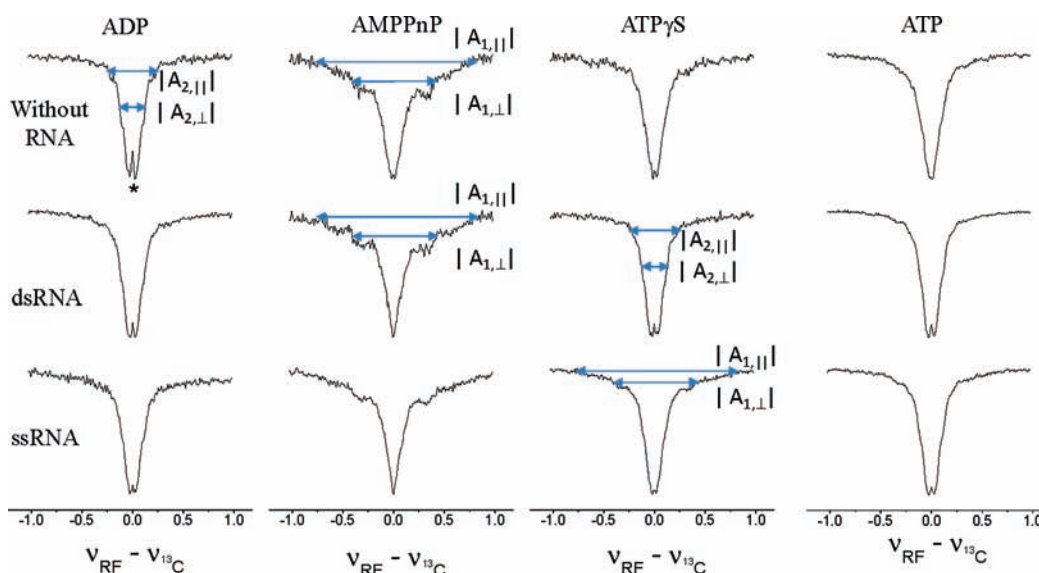 ADP
AMPPnP
ATPγS
ATP
Without
RNA
| A2,|||
| A2,⊥|
*
| A1,|||
| A1,⊥|
dsRNA
| A1,|||
| A1,⊥|
| A2,|||
| A2,⊥|
ssRNA
| A1,|||
| A1,⊥|
-1.0 -0.5 0.0 0.5 1.0
-1.0 -0.5 0.0 0.5 1.0
-1.0 -0.5 0.0 0.5 1.0
-1.0 -0.5 0.0 0.5 1.0
νRF - ν13C
νRF - ν13C
νRF - ν13C
νRF - ν13C